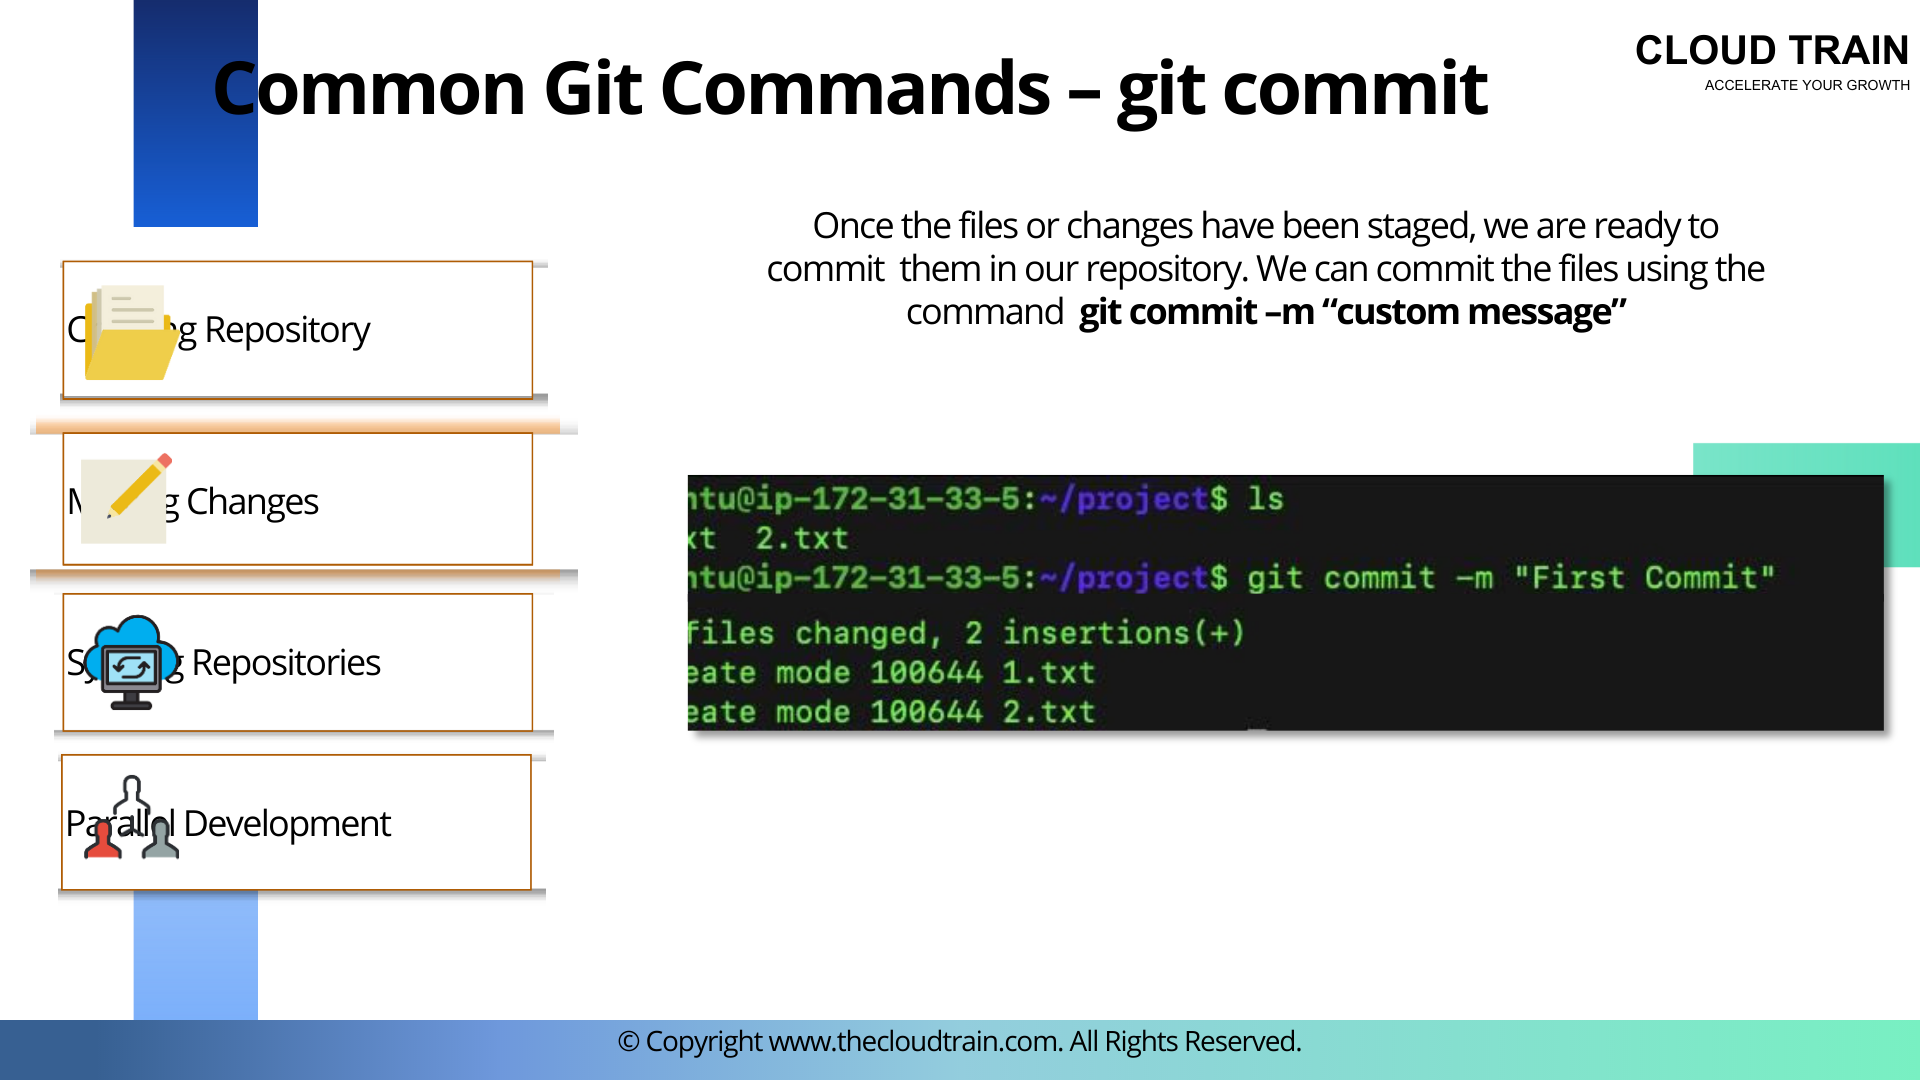 Common Git Commands – git commit
CLOUD TRAIN
ACCELERATE YOUR GROWTH
Once the files or changes have been staged, we are ready to
commit them in our repository. We can commit the files using the
command git commit –m “custom message”
Repository
Changes
Repositories
Parallel Development
ntu@ip-172-31-33-5:~/project$ ls
xt 2.txt
ntu@ip-172-31-33-5:~/project$ git commit -m "First Commit"
files changed, 2 insertions(+)
eate mode 100644 1.txt
eate mode 100644 2.txt
© Copyright www.thecloudtrain.com. All Rights Reserved.